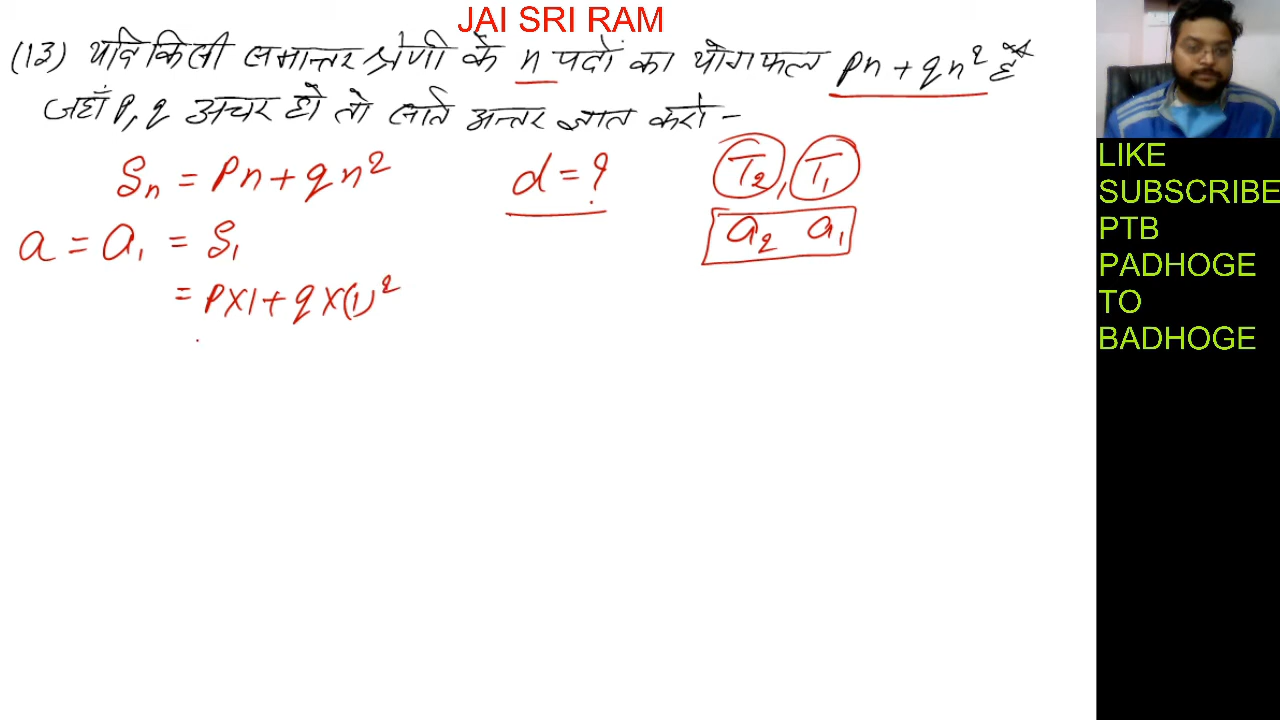 JAI SRI RAM
(13) यदि किसी समान्तर श्रेणी के n पदों का योगफल pn + qn² है
जहाँ p, q अचर हो तो सार्व अन्तर ज्ञात करो -
Sn = pn + qn² d = ? T₂, T₁
a = a₁ = S₁ a₂ a₁
= p×1 + q×(1)²
LIKE
SUBSCRIBE
PTB
PADHOGE
TO
BADHOGE